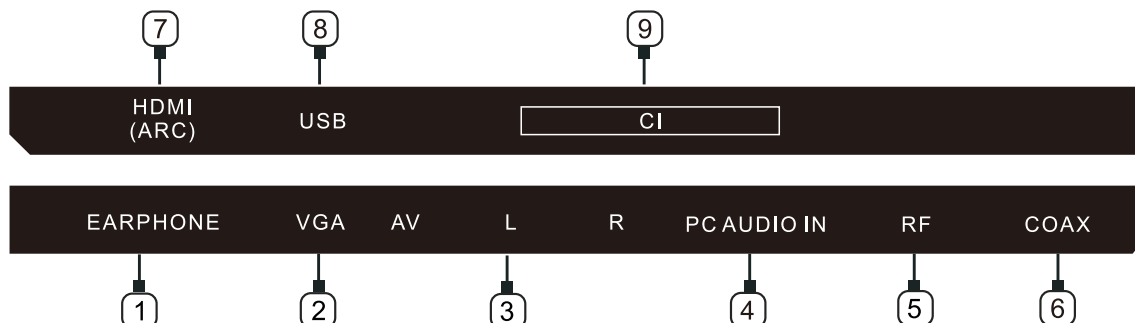 7 8 9
HDMI
(ARC)
USB
CI
EARPHONE VGA AV L R PC AUDIO IN RF COAX
1 2 3 4 5 6